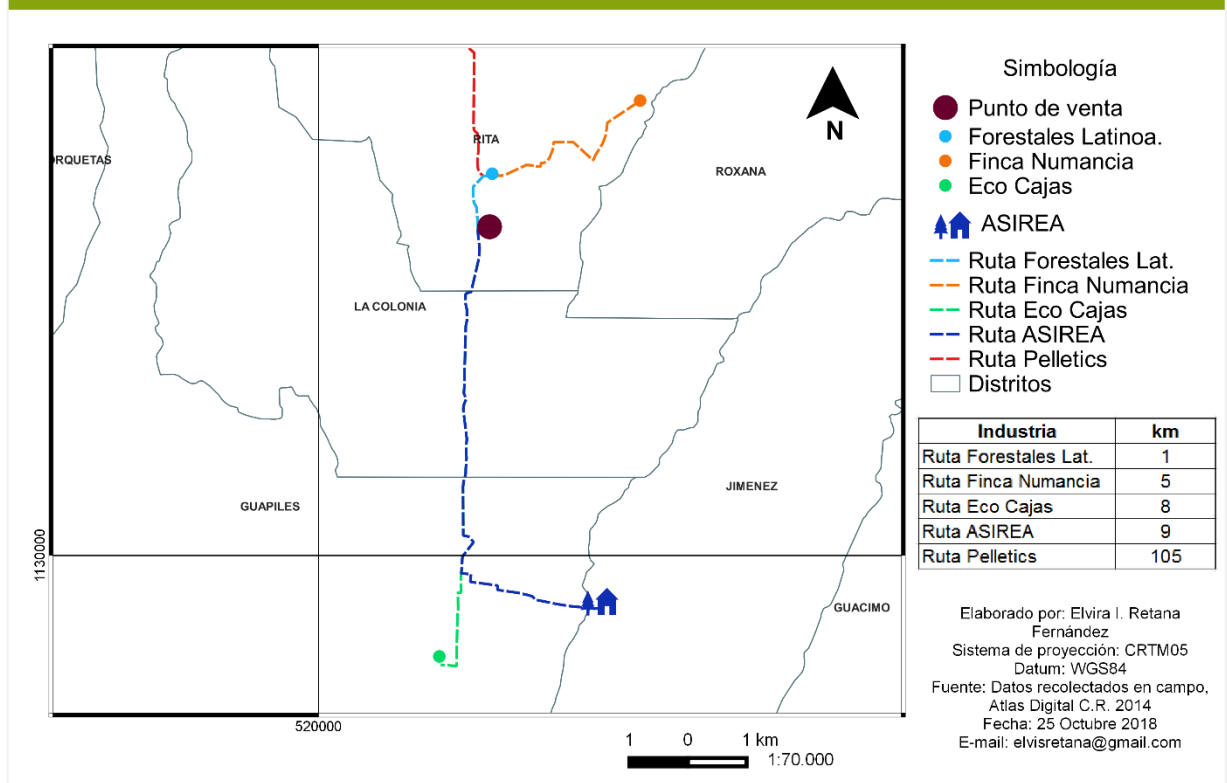 RITA
ORQUETAS
ROXANA
LA COLONIA
GUAPILES
JIMENEZ
GUACIMO
N
1130000
520000
1 0 1 km
1:70.000
Simbología
Punto de venta
Forestales Latinoa.
Finca Numancia
Eco Cajas
ASIREA
Ruta Forestales Lat.
Ruta Finca Numancia
Ruta Eco Cajas
Ruta ASIREA
Ruta Pelletics
Distritos
Industria km
Ruta Forestales Lat. 1
Ruta Finca Numancia 5
Ruta Eco Cajas 8
Ruta ASIREA 9
Ruta Pelletics 105
Elaborado por: Elvira I. Retana
Fernández
Sistema de proyección: CRTM05
Datum: WGS84
Fuente: Datos recolectados en campo,
Atlas Digital C.R. 2014
Fecha: 25 Octubre 2018
E-mail: elvisretana@gmail.com